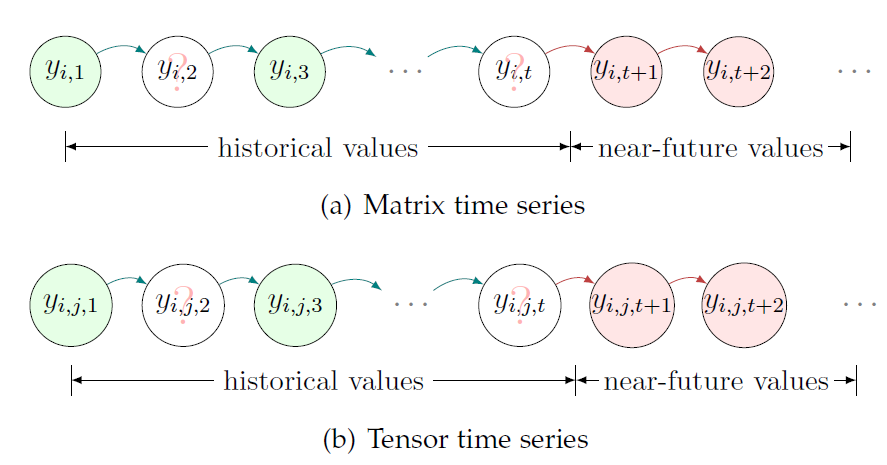 y_{i,1} ? y_{i,2} y_{i,3} ··· ? y_{i,t} y_{i,t+1} y_{i,t+2} ···
historical values near-future values
(a) Matrix time series
y_{i,j,1} ? y_{i,j,2} y_{i,j,3} ··· ? y_{i,j,t} y_{i,j,t+1} y_{i,j,t+2} ···
historical values near-future values
(b) Tensor time series